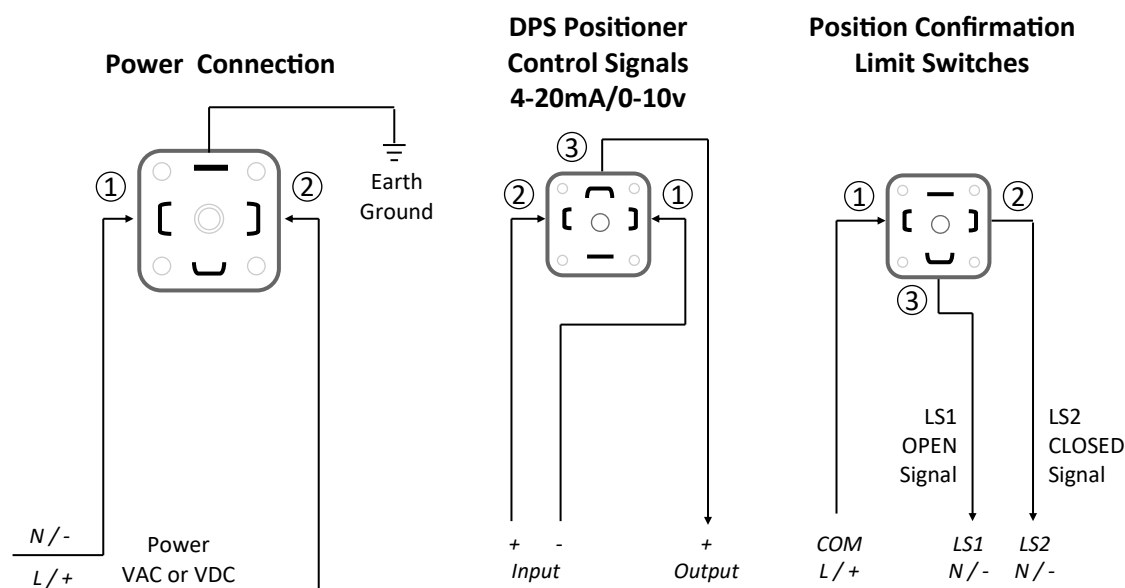 Power Connection
1
2
Earth
Ground
N / -
L / +
Power
VAC or VDC
DPS Positioner
Control Signals
4-20mA/0-10v
3
2
1
+
-
Input
+
Output
Position Confirmation
Limit Switches
1
2
3
LS1
OPEN
Signal
LS2
CLOSED
Signal
COM
L / +
LS1
N / -
LS2
N / -